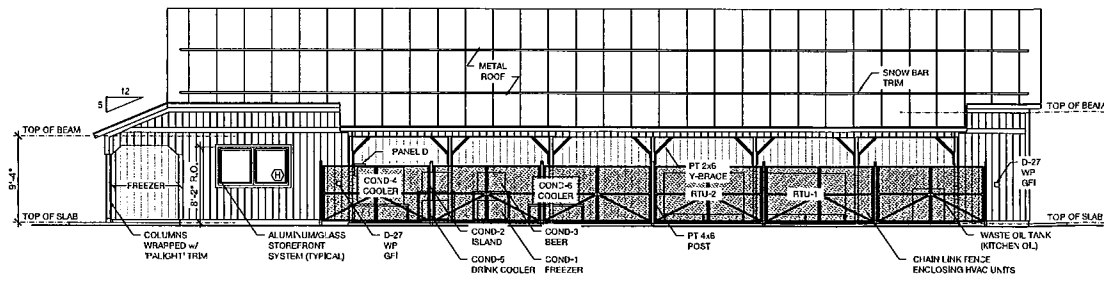 METAL
ROOF
SNOW BAR
TRIM
12
5
TOP OF BEAM
TOP OF BEAM
9'-4"
8'-2" R.O.
FREEZER
H
PANEL D
COND-4
COOLER
COND-6
COOLER
PT 2x6
Y-BRACE
RTU-2
RTU-1
D-27
WP
GFI
TOP OF SLAB
TOP OF SLAB
COLUMNS
WRAPPED w/
'PALIGHT' TRIM
ALUMINUM/GLASS
STOREFRONT
SYSTEM (TYPICAL)
D-27
WP
GFI
COND-2
ISLAND
COND-5
DRINK COOLER
COND-3
BEER
COND-1
FREEZER
PT 4x6
POST
WASTE OIL TANK
(KITCHEN OIL)
CHAIN LINK FENCE
ENCLOSING HVAC UNITS